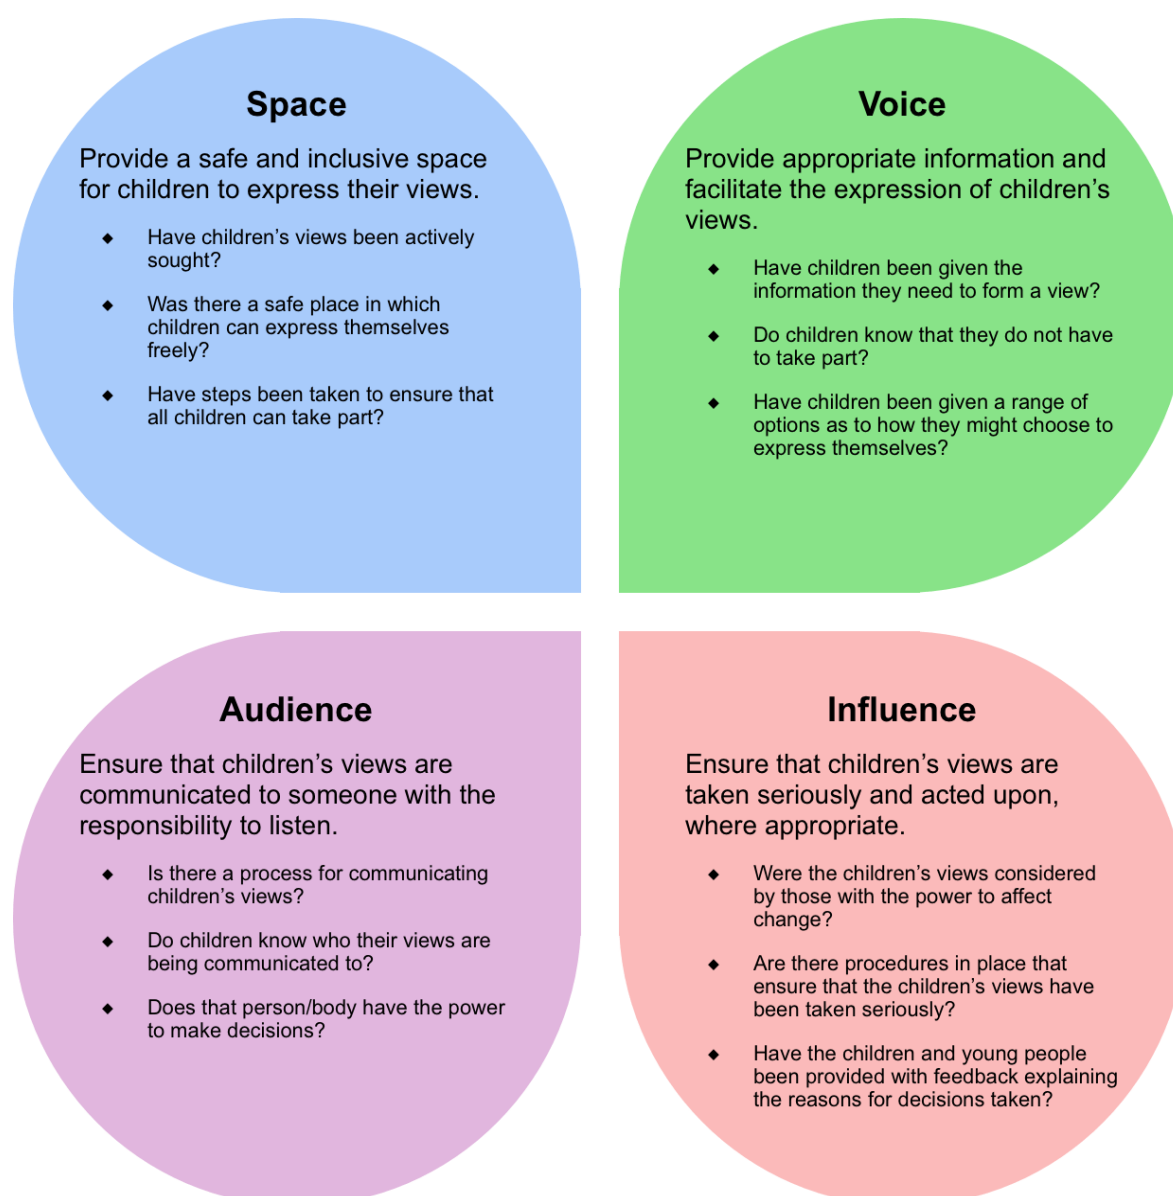 Space
Provide a safe and inclusive space
for children to express their views.
◆ Have children’s views been actively
sought?
◆ Was there a safe place in which
children can express themselves
freely?
◆ Have steps been taken to ensure that
all children can take part?
Voice
Provide appropriate information and
facilitate the expression of children’s
views.
◆ Have children been given the
information they need to form a view?
◆ Do children know that they do not have
to take part?
◆ Have children been given a range of
options as to how they might choose to
express themselves?
Audience
Ensure that children’s views are
communicated to someone with the
responsibility to listen.
◆ Is there a process for communicating
children’s views?
◆ Do children know who their views are
being communicated to?
◆ Does that person/body have the power
to make decisions?
Influence
Ensure that children’s views are
taken seriously and acted upon,
where appropriate.
◆ Were the children’s views considered
by those with the power to affect
change?
◆ Are there procedures in place that
ensure that the children’s views have
been taken seriously?
◆ Have the children and young people
been provided with feedback explaining
the reasons for decisions taken?